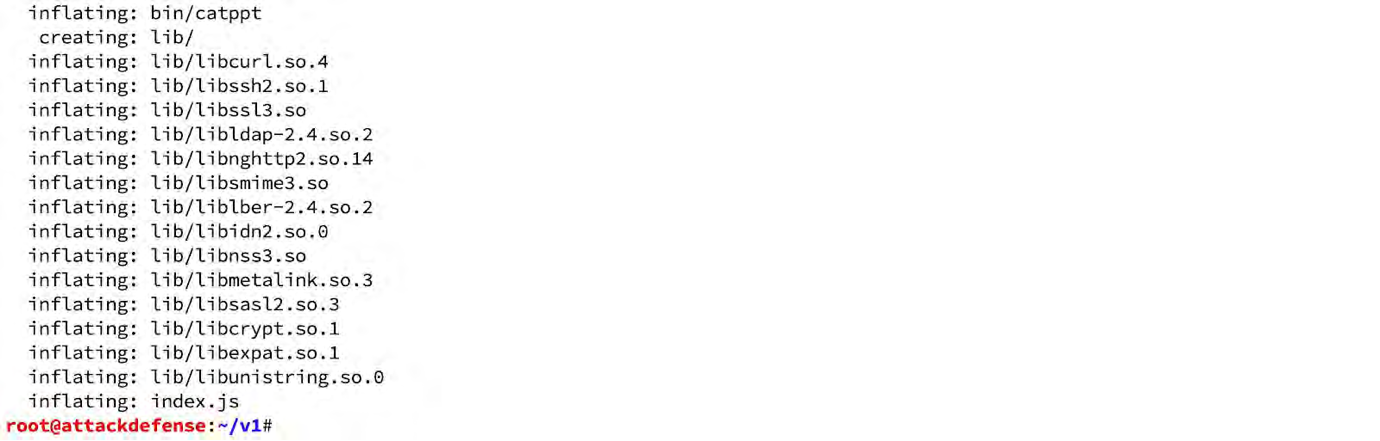 inflating: bin/catppt
creating: lib/
inflating: lib/libcurl.so.4
inflating: lib/libssh2.so.1
inflating: lib/libssl3.so
inflating: lib/libldap-2.4.so.2
inflating: lib/libnghttp2.so.14
inflating: lib/libsmime3.so
inflating: lib/liblber-2.4.so.2
inflating: lib/libidn2.so.0
inflating: lib/libnss3.so
inflating: lib/libmetalink.so.3
inflating: lib/libsasl2.so.3
inflating: lib/libcrypt.so.1
inflating: lib/libexpat.so.1
inflating: lib/libunistring.so.0
inflating: index.js
root@attackdefense:~/v1#